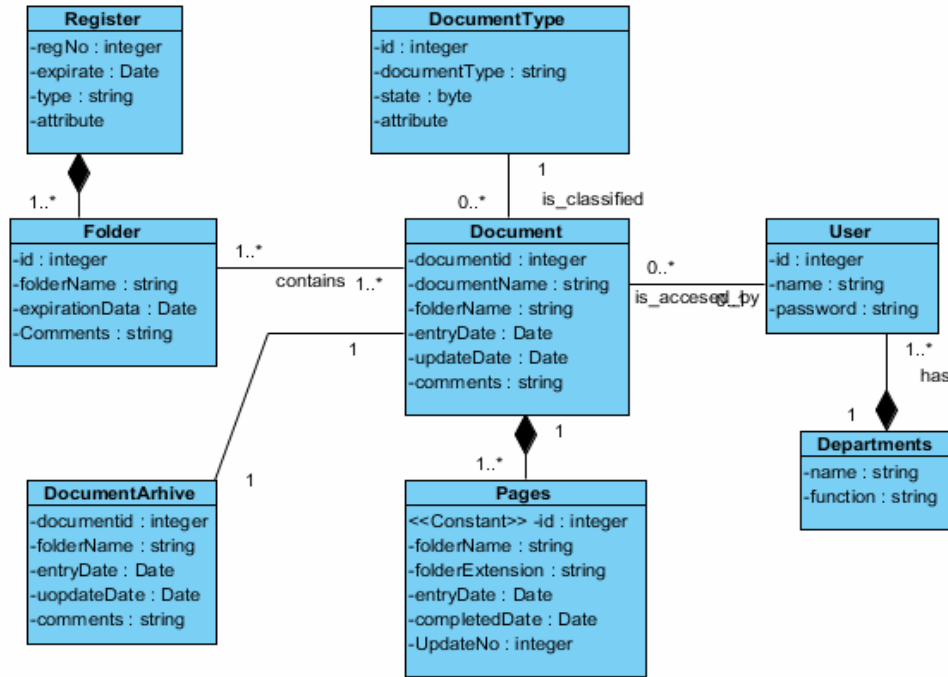 Register
-regNo : integer
-expirate : Date
-type : string
-attribute
DocumentType
-id : integer
-documentType : string
-state : byte
-attribute
1..*
1
0..*
is_classified
Folder
-id : integer
-folderName : string
-expirationData : Date
-Comments : string
1..*
contains
1..*
Document
-documentid : integer
-documentName : string
-folderName : string
-entryDate : Date
-updateDate : Date
-comments : string
0..*
is_accesed_by
0..*
User
-id : integer
-name : string
-password : string
1
1
1..*
has
1
Departments
-name : string
-function : string
1
1..*
DocumentArhive
-documentid : integer
-folderName : string
-entryDate : Date
-uopdateDate : Date
-comments : string
Pages
<<Constant>> -id : integer
-folderName : string
-folderExtension : string
-entryDate : Date
-completedDate : Date
-UpdateNo : integer